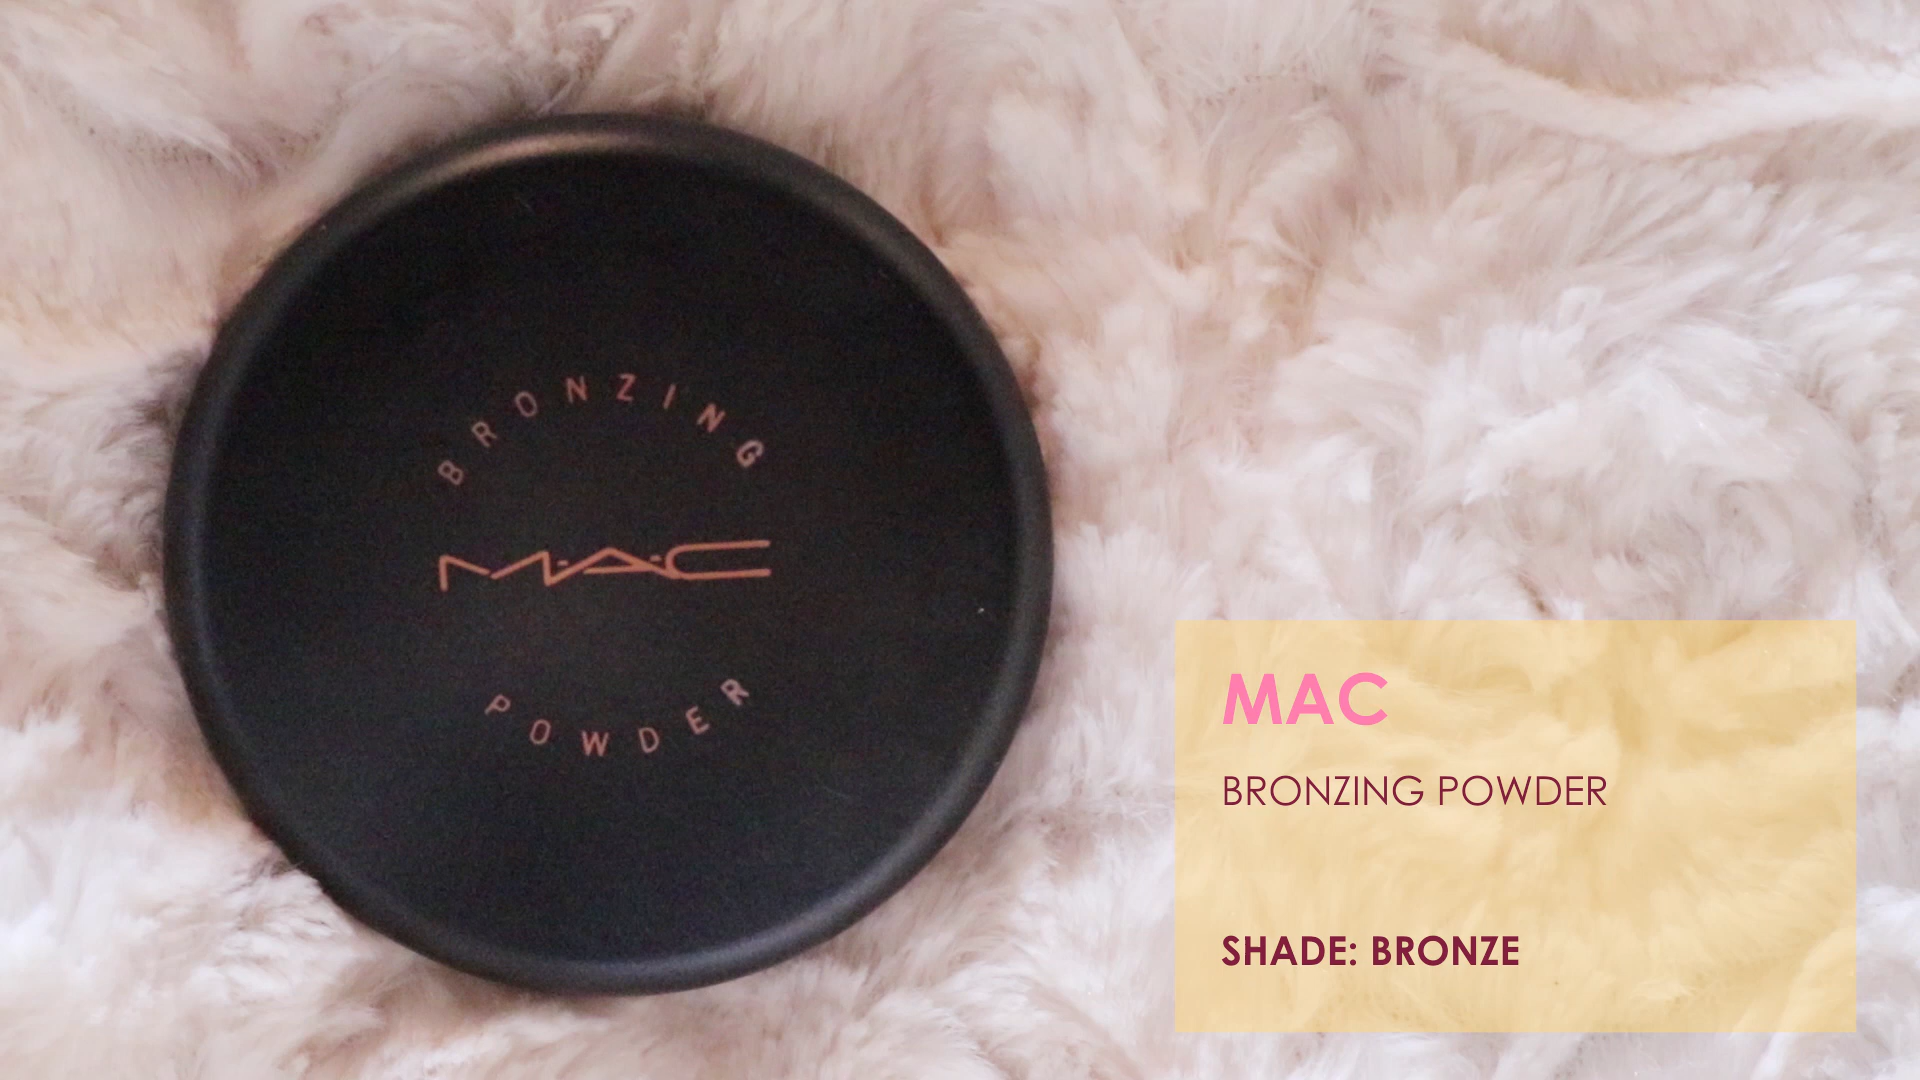 BRONZING
M·A·C
POWDER
MAC
BRONZING POWDER
SHADE: BRONZE